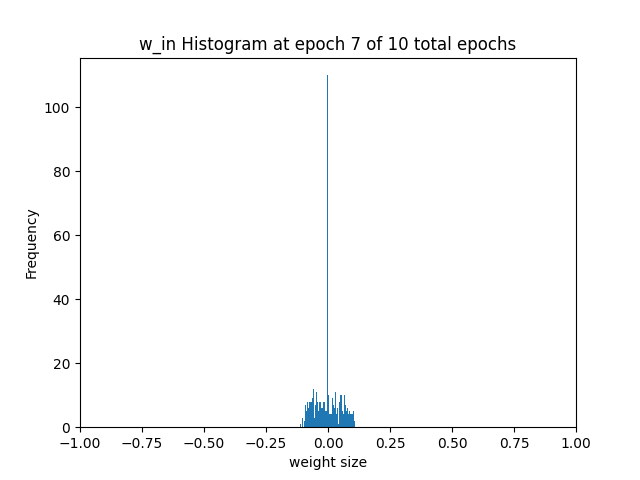 w_in Histogram at epoch 7 of 10 total epochs
Frequency
100
80
60
40
20
0
−1.00 −0.75 −0.50 −0.25 0.00 0.25 0.50 0.75 1.00
weight size